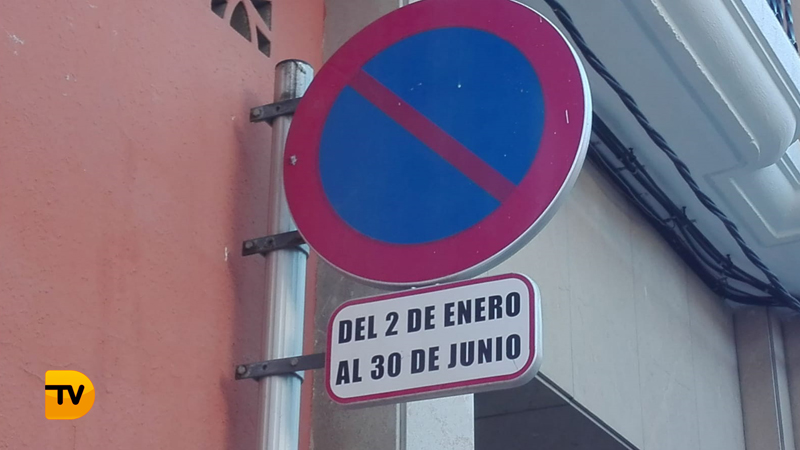 DEL 2 DE ENERO
AL 30 DE JUNIO
TV